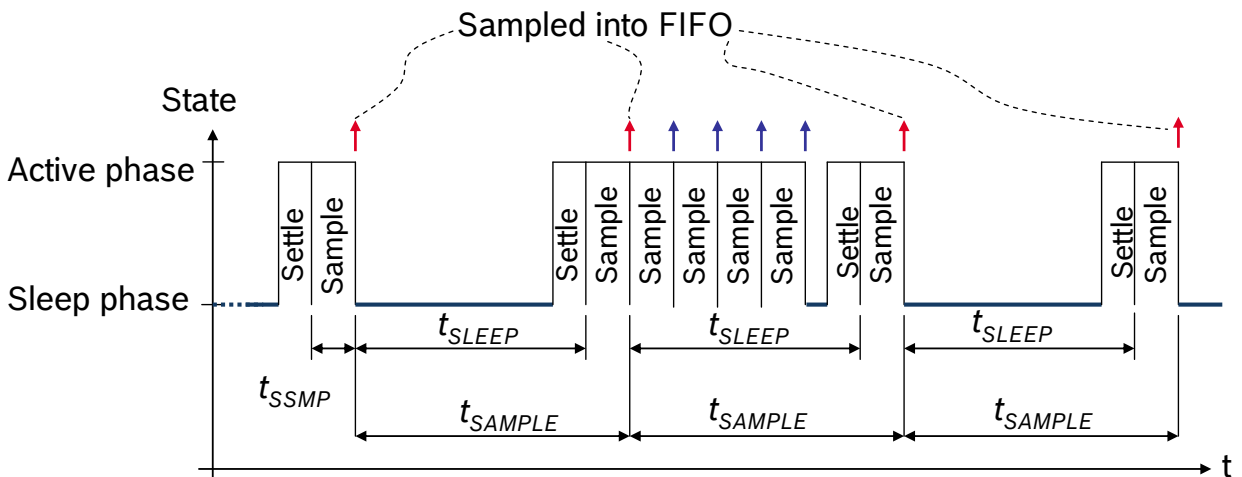 Sampled into FIFO
State
Active phase
Settle
Sample
Settle
Sample
Sample
Sample
Sample
Sample
Settle
Sample
Settle
Sample
Sleep phase
tSLEEP
tSLEEP
tSLEEP
tSSMP
tSAMPLE
tSAMPLE
tSAMPLE
t